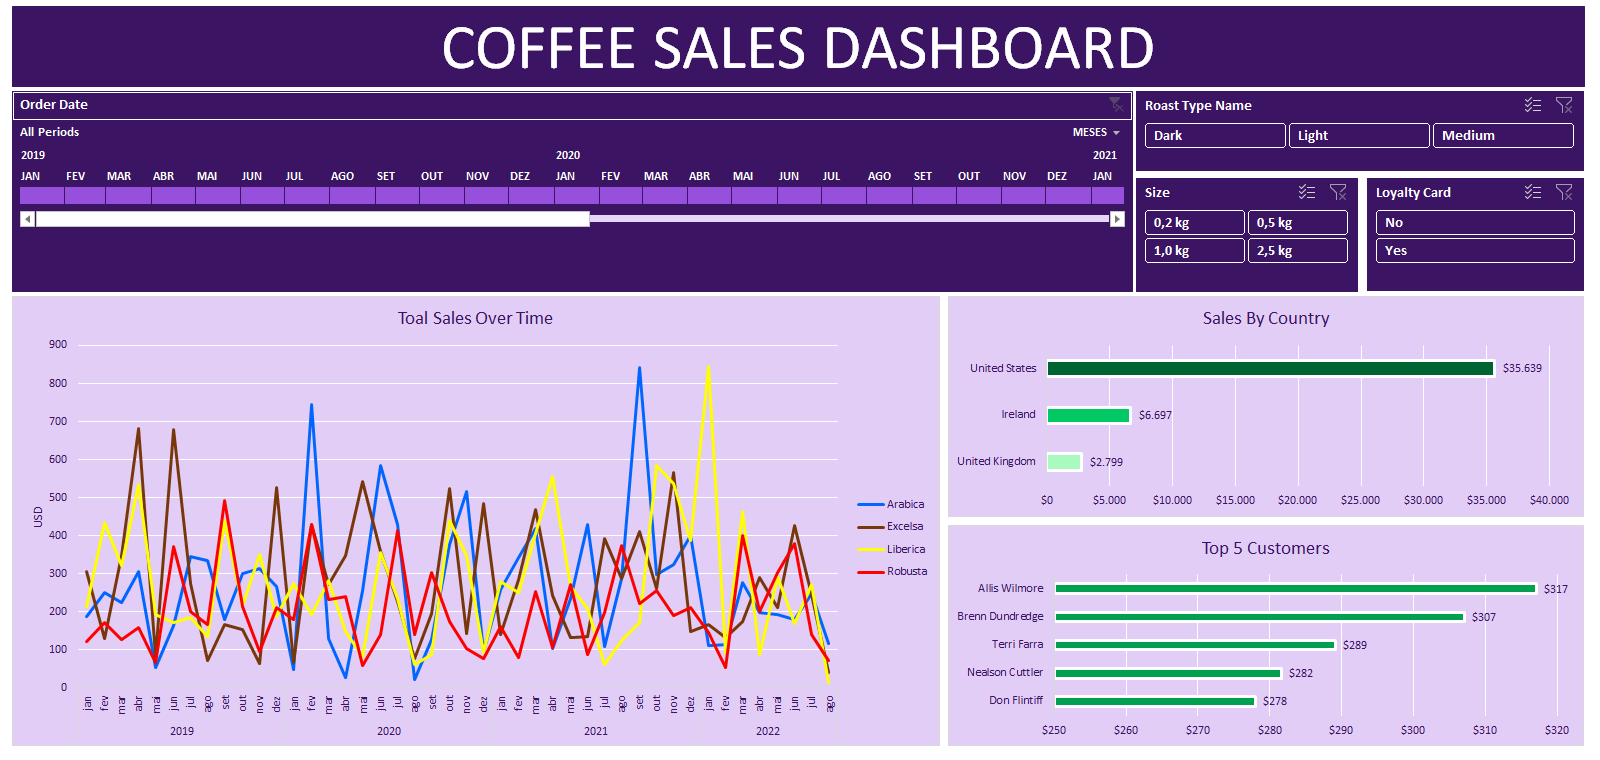 COFFEE SALES DASHBOARD
Order Date
All Periods
MESES
2019 2020 2021
JAN FEV MAR ABR MAI JUN JUL AGO SET OUT NOV DEZ JAN FEV MAR ABR MAI JUN JUL AGO SET OUT NOV DEZ JAN
Roast Type Name
Dark Light Medium
Size
0,2 kg 0,5 kg
1,0 kg 2,5 kg
Loyalty Card
No
Yes
Toal Sales Over Time
900
800
700
600
500
400
300
200
100
0
USD
jan fev mar abr mai jun jul ago set out nov dez jan fev mar abr mai jun jul ago set out nov dez jan fev mar abr mai jun jul ago set out nov dez jan fev mar abr mai jun jul ago
2019 2020 2021 2022
Arabica
Excelsa
Liberica
Robusta
Sales By Country
United States $35.639
Ireland $6.697
United Kingdom $2.799
$0 $5.000 $10.000 $15.000 $20.000 $25.000 $30.000 $35.000 $40.000
Top 5 Customers
Allis Wilmore $317
Brenn Dundredge $307
Terri Farra $289
Nealson Cuttler $282
Don Flintiff $278
$250 $260 $270 $280 $290 $300 $310 $320